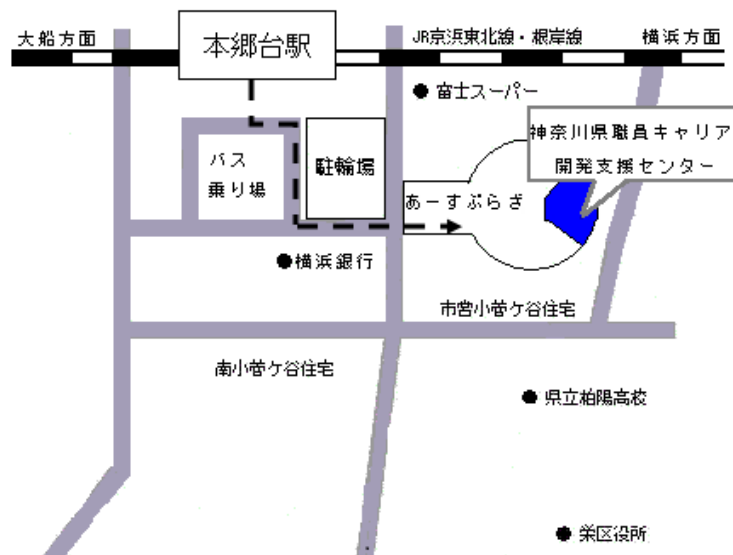 大船方面
本郷台駅
JR京浜東北線・根岸線
横浜方面
富士スーパー
神奈川県職員キャリア
開発支援センター
バス
乗り場
駐輪場
あーすぷらざ
横浜銀行
市営小菅ケ谷住宅
南小菅ケ谷住宅
県立柏陽高校
栄区役所